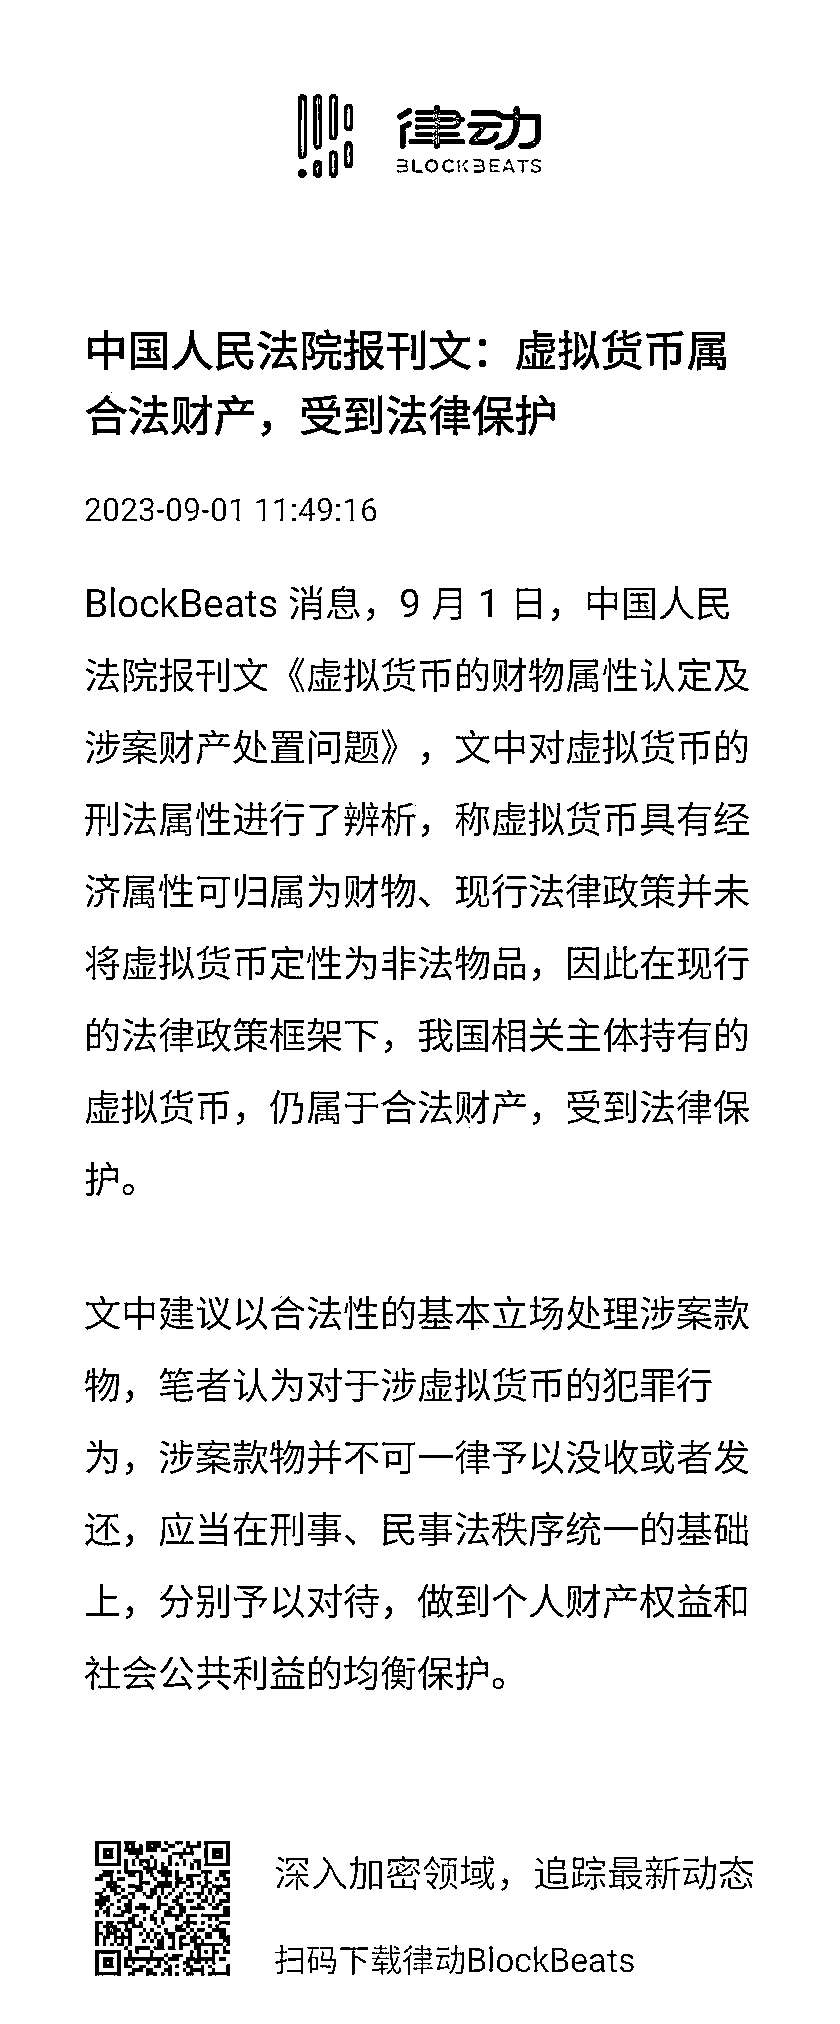 律动
BLOCKBEATS
中国人民法院报刊文：虚拟货币属
合法财产，受到法律保护
2023-09-01 11:49:16
BlockBeats 消息，9 月 1 日，中国人民
法院报刊文《虚拟货币的财物属性认定及
涉案财产处置问题》，文中对虚拟货币的
刑法属性进行了辨析，称虚拟货币具有经
济属性可归属为财物、现行法律政策并未
将虚拟货币定性为非法物品，因此在现行
的法律政策框架下，我国相关主体持有的
虚拟货币，仍属于合法财产，受到法律保
护。
文中建议以合法性的基本立场处理涉案款
物，笔者认为对于涉虚拟货币的犯罪行
为，涉案款物并不可一律予以没收或者发
还，应当在刑事、民事法秩序统一的基础
上，分别予以对待，做到个人财产权益和
社会公共利益的均衡保护。
深入加密领域，追踪最新动态
扫码下载律动BlockBeats